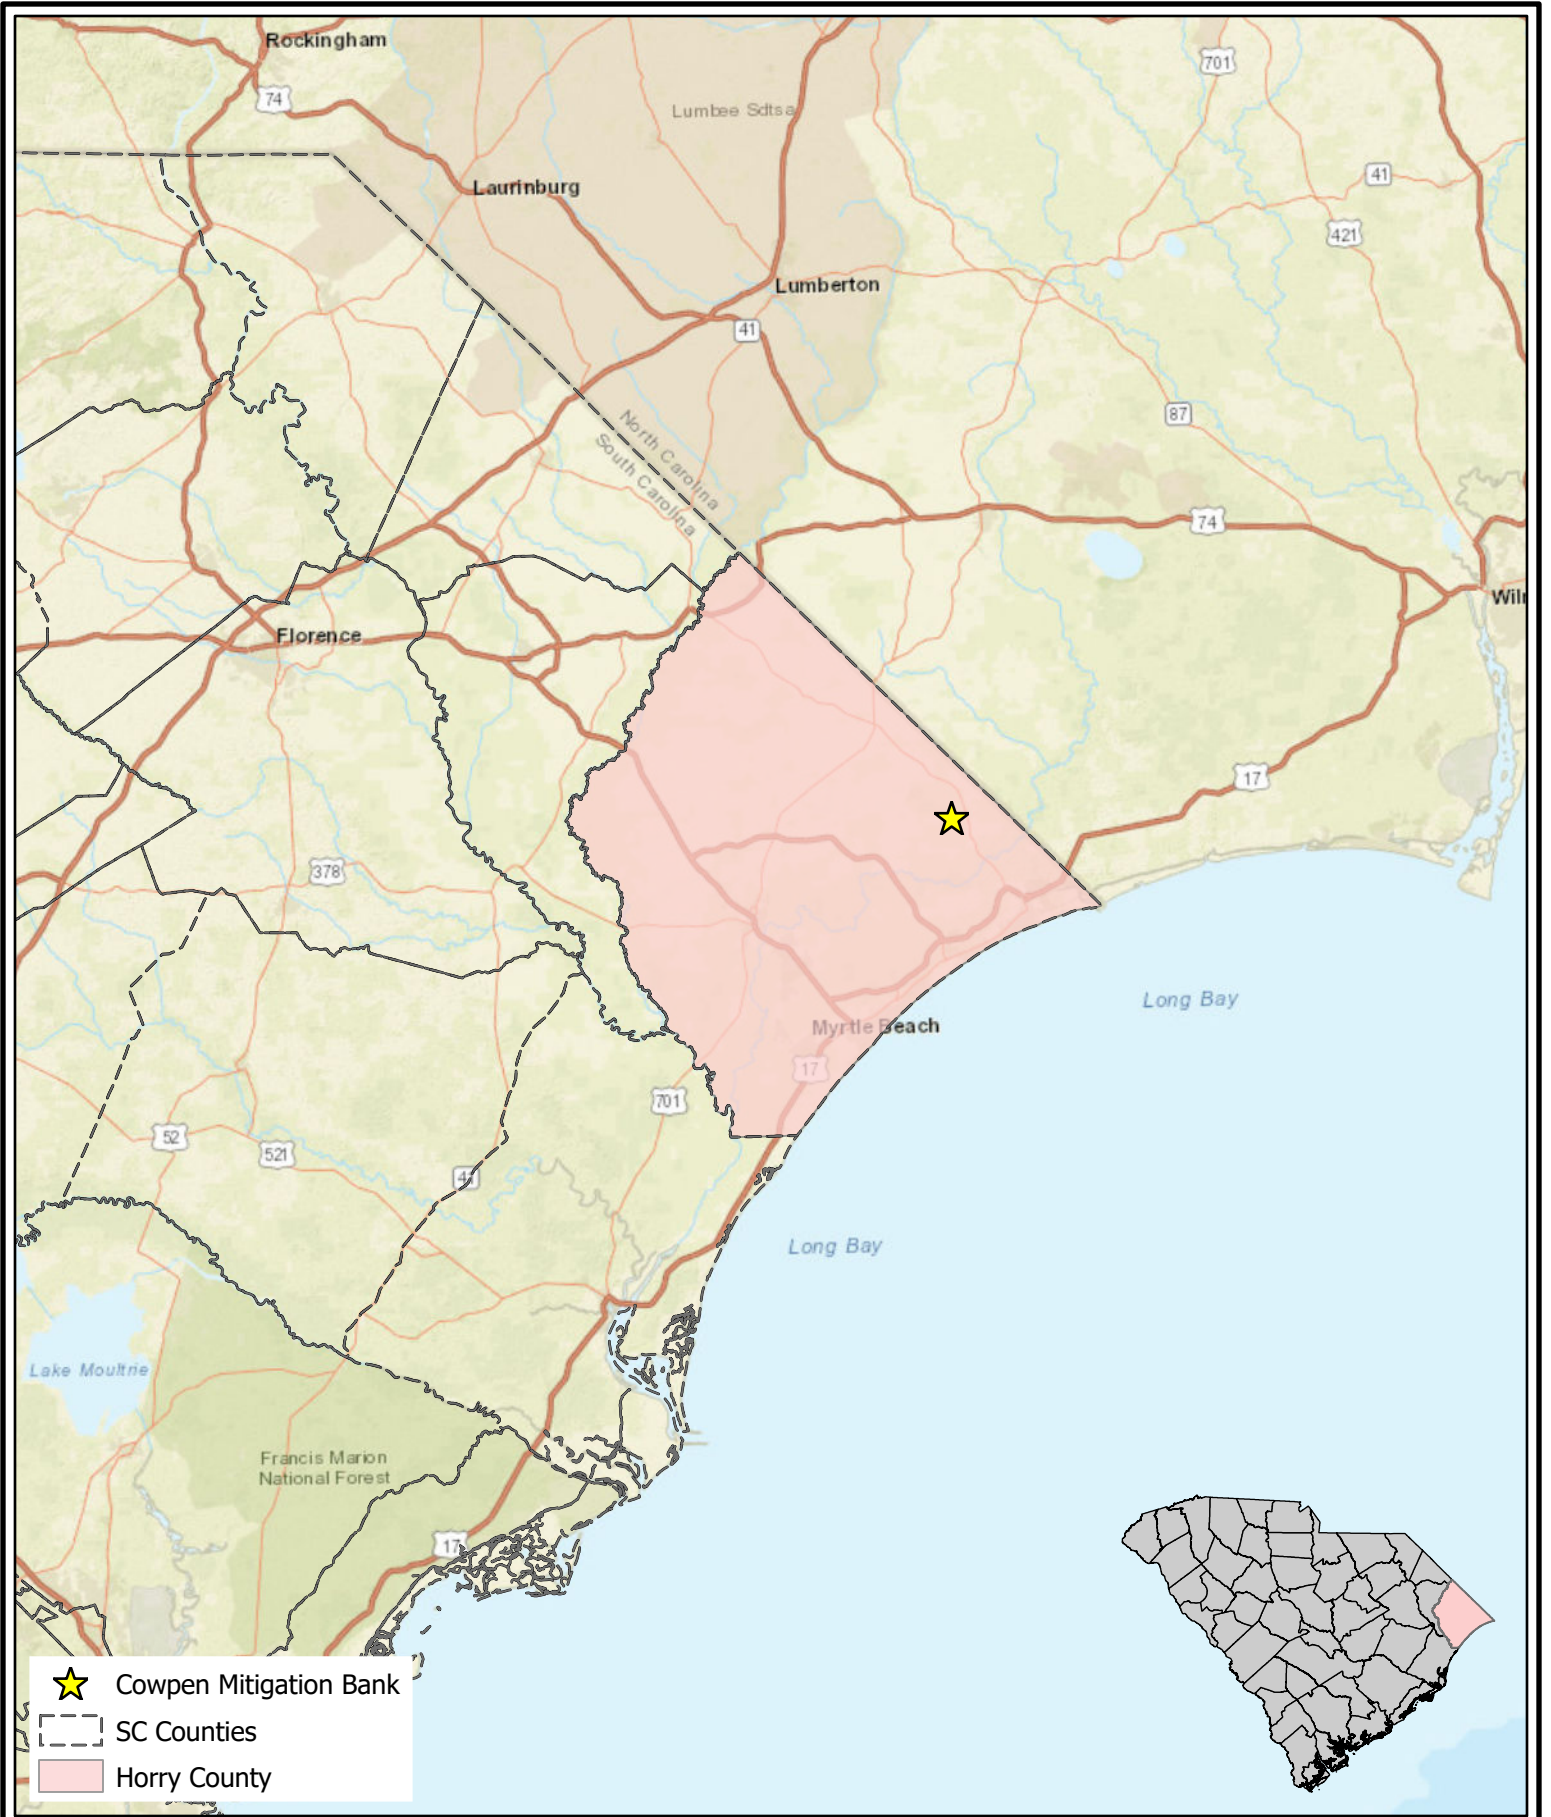 Rockingham
701
74
Lumbee Sdtsa
41
Laurinburg
421
Lumberton
41
North Carolina
South Carolina
87
74
Florence
17
378
Long Bay
Myrtle Beach
17
701
52
521
41
Long Bay
Lake Moultrie
Francis Marion
National Forest
17
Cowpen Mitigation Bank
SC Counties
Horry County